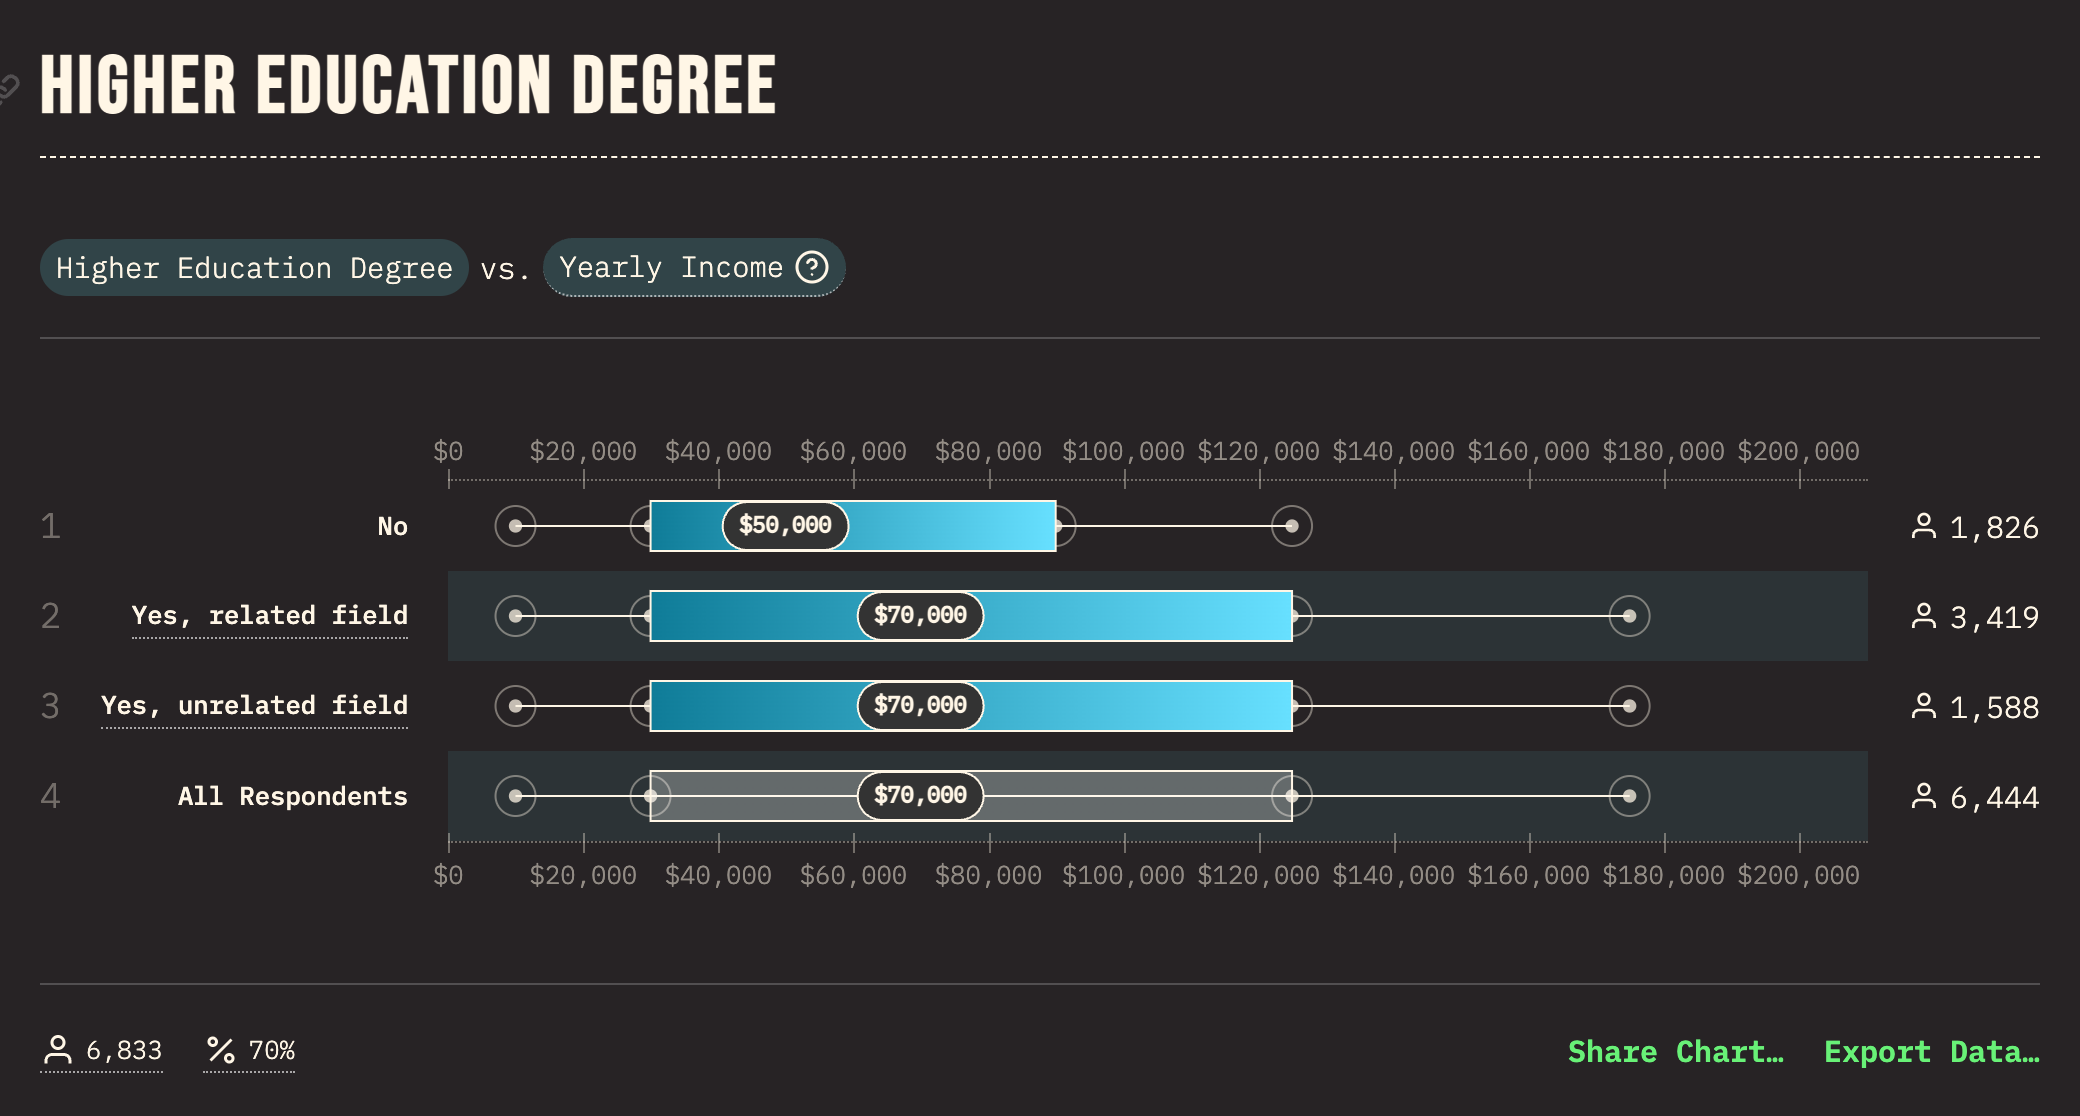 HIGHER EDUCATION DEGREE
Higher Education Degree vs. Yearly Income
$0 $20,000 $40,000 $60,000 $80,000 $100,000 $120,000 $140,000 $160,000 $180,000 $200,000
1 No $50,000 1,826
2 Yes, related field $70,000 3,419
3 Yes, unrelated field $70,000 1,588
4 All Respondents $70,000 6,444
$0 $20,000 $40,000 $60,000 $80,000 $100,000 $120,000 $140,000 $160,000 $180,000 $200,000
6,833 70% Share Chart… Export Data…